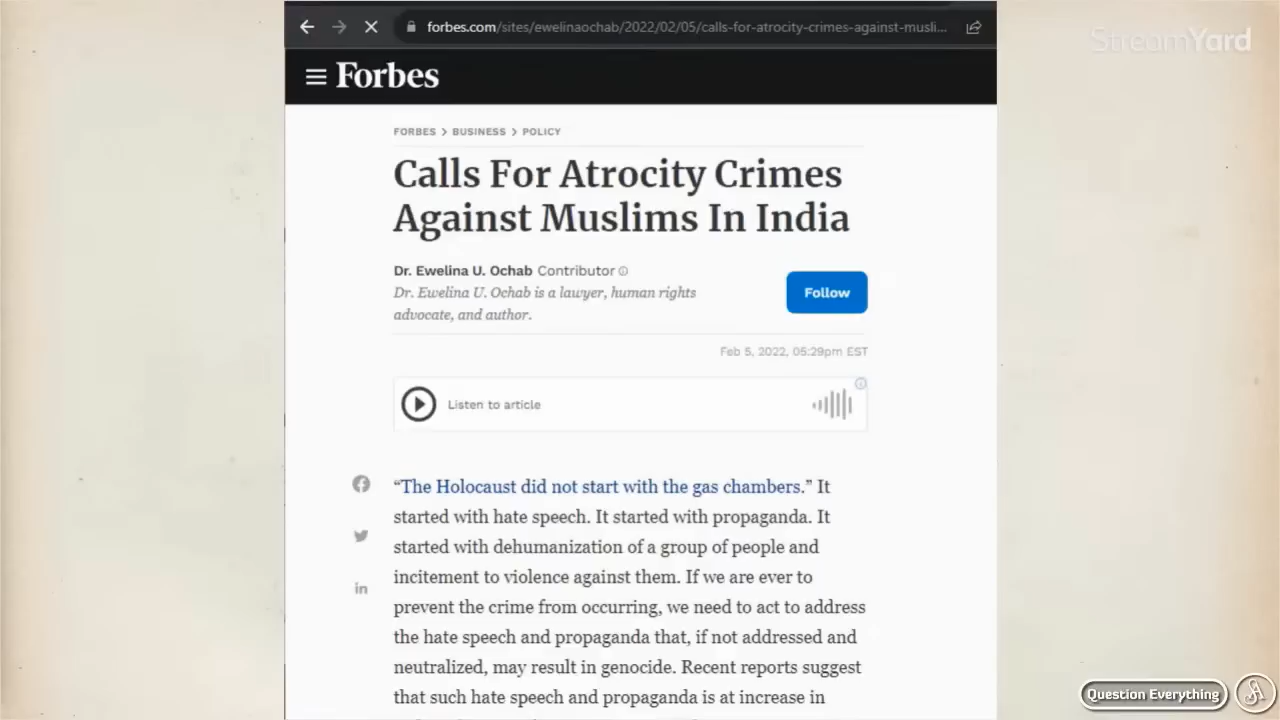 forbes.com/sites/ewelinaochab/2022/02/05/calls-for-atrocity-crimes-against-musli...
StreamYard
Forbes
FORBES > BUSINESS > POLICY
Calls For Atrocity Crimes
Against Muslims In India
Dr. Ewelina U. Ochab Contributor
Dr. Ewelina U. Ochab is a lawyer, human rights
advocate, and author.
Follow
Feb 5, 2022, 05:29pm EST
Listen to article
“The Holocaust did not start with the gas chambers.” It
started with hate speech. It started with propaganda. It
started with dehumanization of a group of people and
incitement to violence against them. If we are ever to
prevent the crime from occurring, we need to act to address
the hate speech and propaganda that, if not addressed and
neutralized, may result in genocide. Recent reports suggest
that such hate speech and propaganda is at increase in
Question Everything